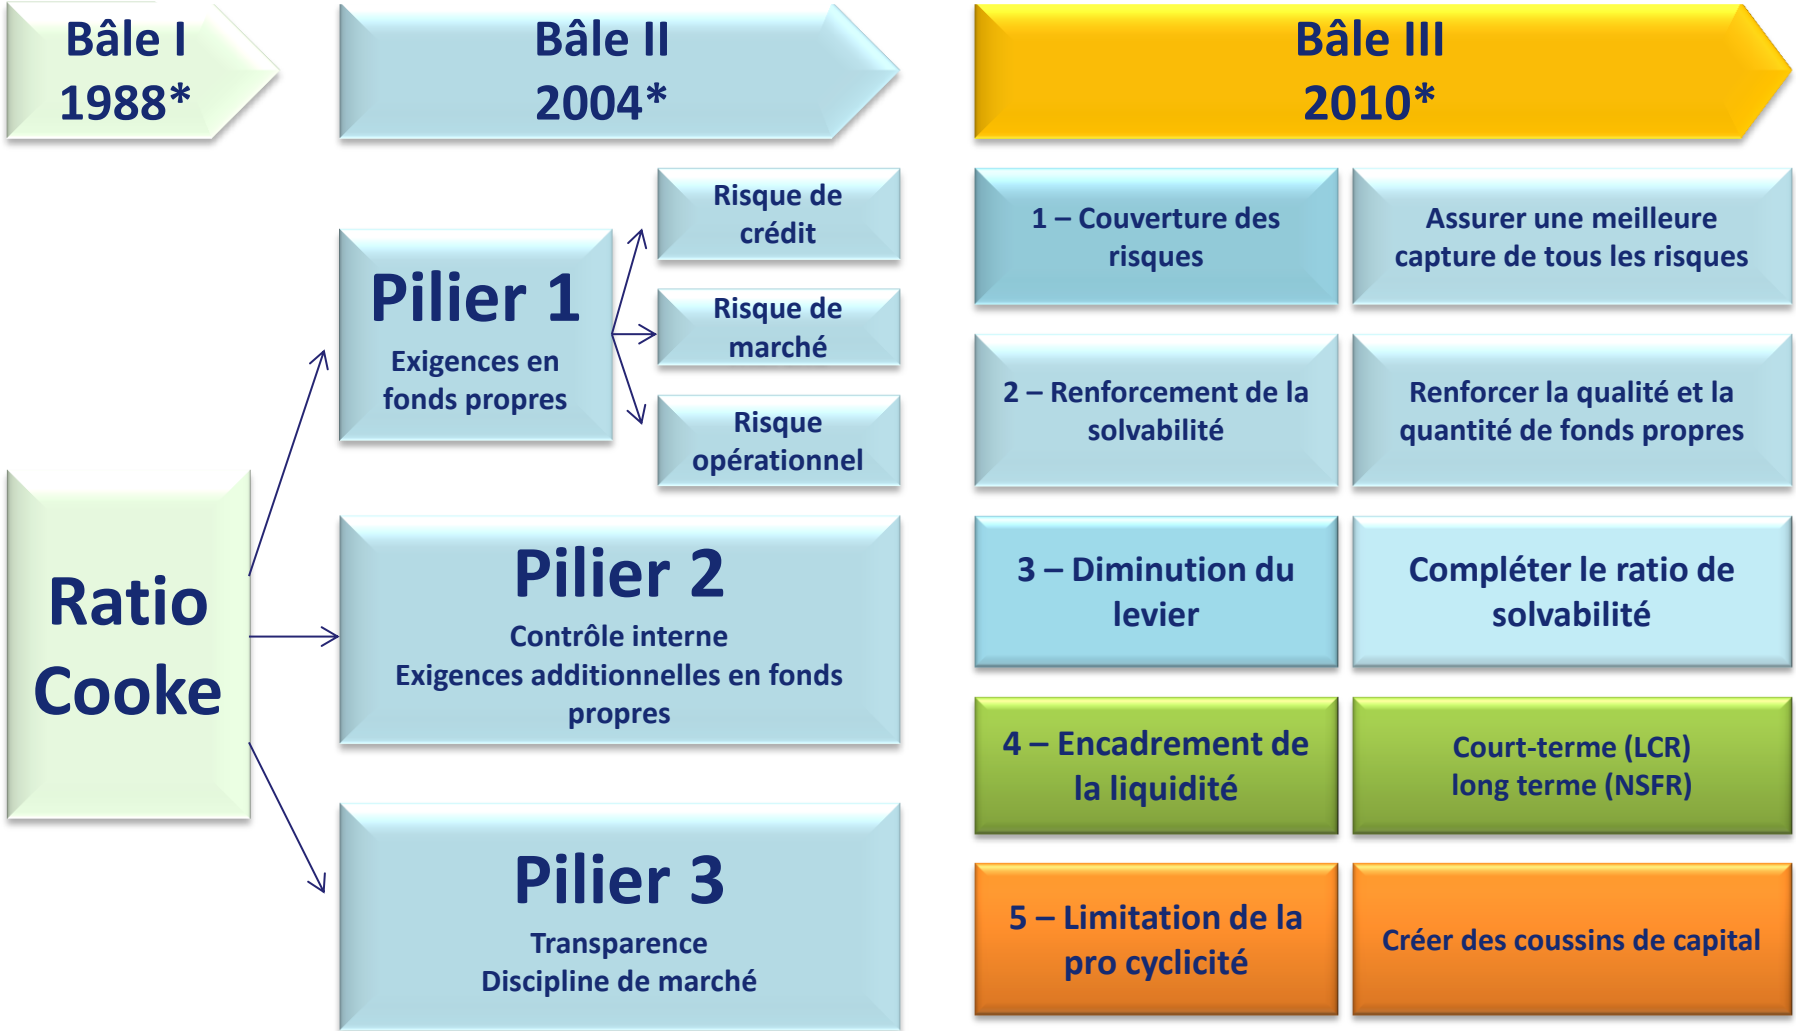 Bâle I
1988*
Bâle II
2004*
Bâle III
2010*
Ratio
Cooke
Pilier 1
Exigences en
fonds propres
Risque de
crédit
Risque de
marché
Risque
opérationnel
Pilier 2
Contrôle interne
Exigences additionnelles en fonds
propres
Pilier 3
Transparence
Discipline de marché
1 – Couverture des
risques
Assurer une meilleure
capture de tous les risques
2 – Renforcement de la
solvabilité
Renforcer la qualité et la
quantité de fonds propres
3 – Diminution du
levier
Compléter le ratio de
solvabilité
4 – Encadrement de
la liquidité
Court-terme (LCR)
long terme (NSFR)
5 – Limitation de la
pro cyclicité
Créer des coussins de capital